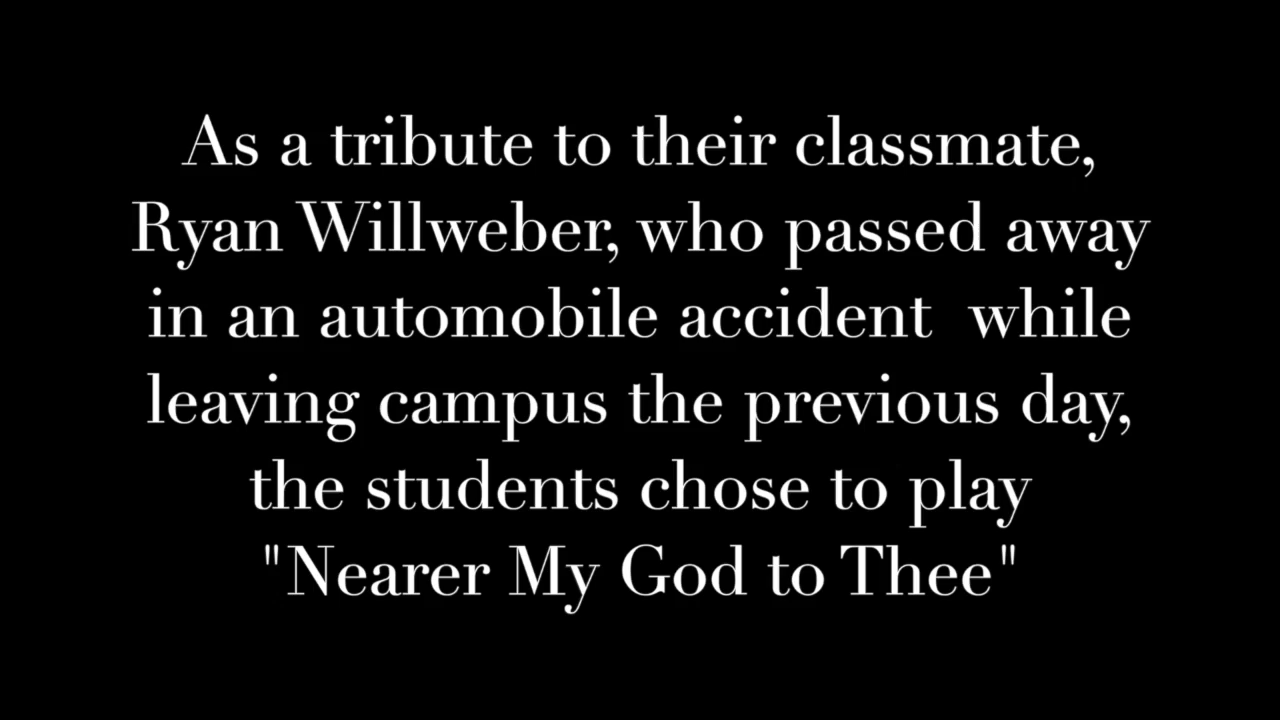 As a tribute to their classmate,
Ryan Willweber, who passed away
in an automobile accident  while
leaving campus the previous day,
the students chose to play
"Nearer My God to Thee"